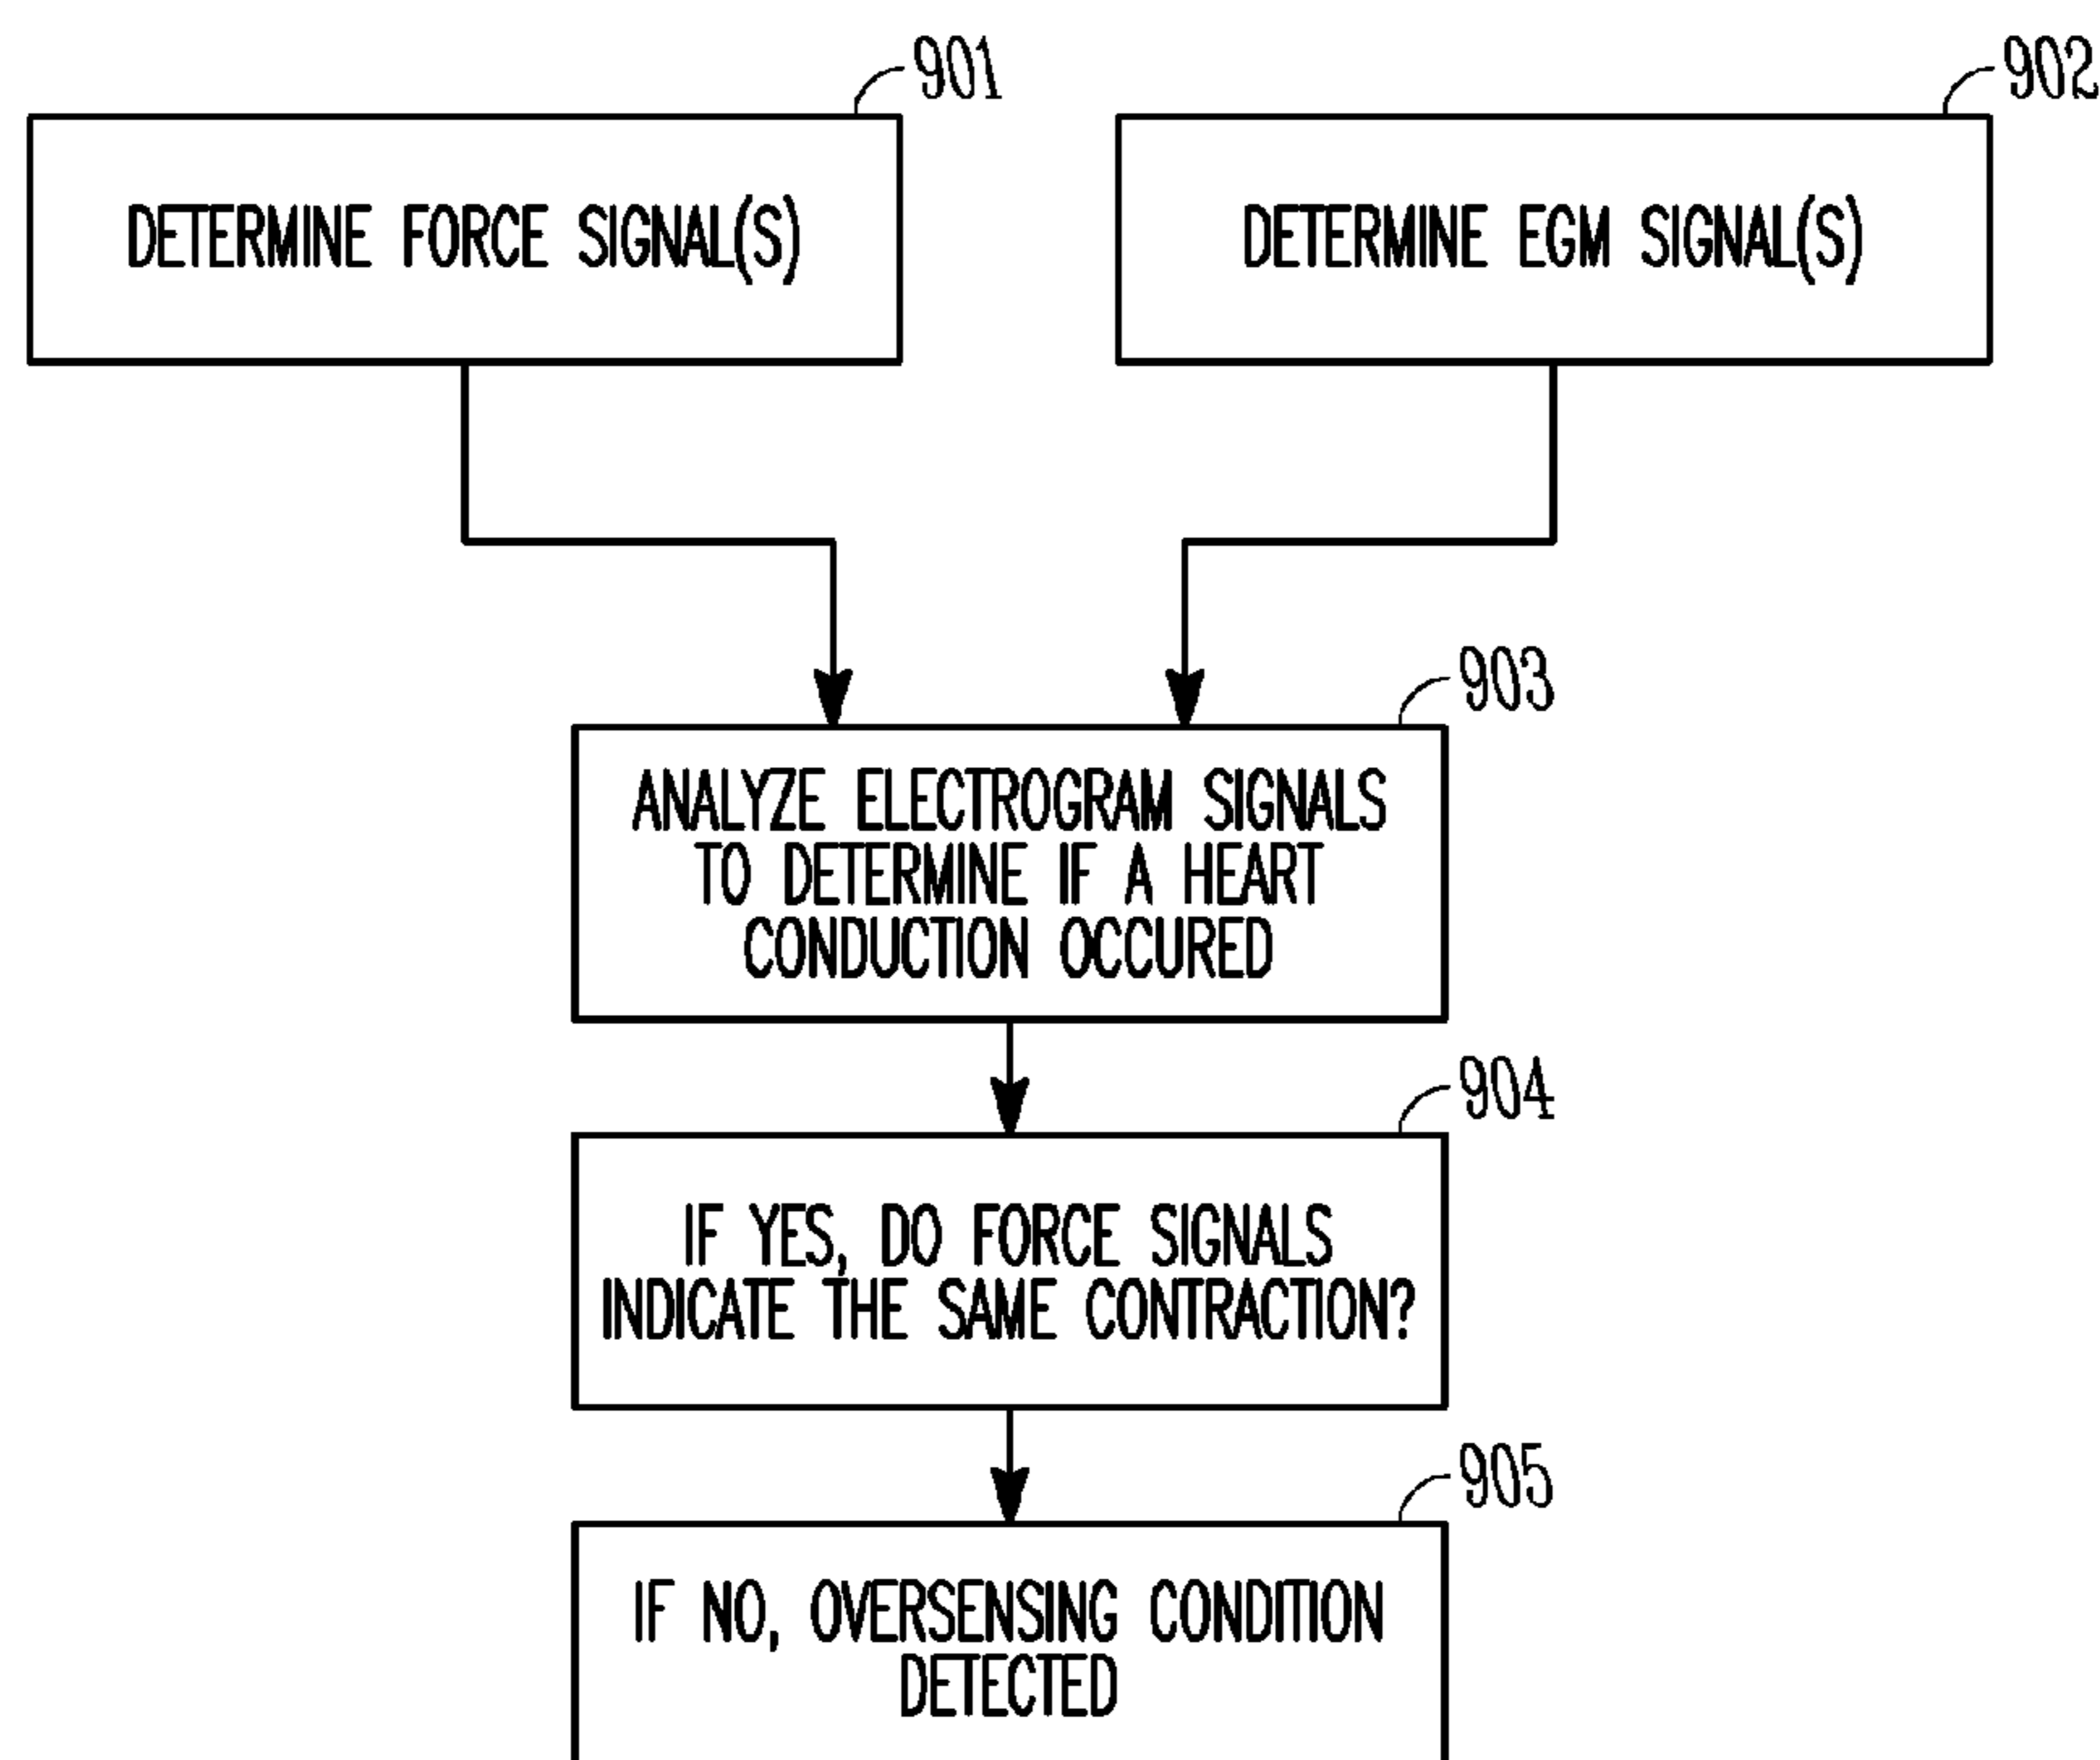 901
902
DETERMINE FORCE SIGNAL(S)
DETERMINE EGM SIGNAL(S)
903
ANALYZE ELECTROGRAM SIGNALS
TO DETERMINE IF A HEART
CONDUCTION OCCURED
904
IF YES, DO FORCE SIGNALS
INDICATE THE SAME CONTRACTION?
905
IF NO, OVERSENSING CONDITION
DETECTED